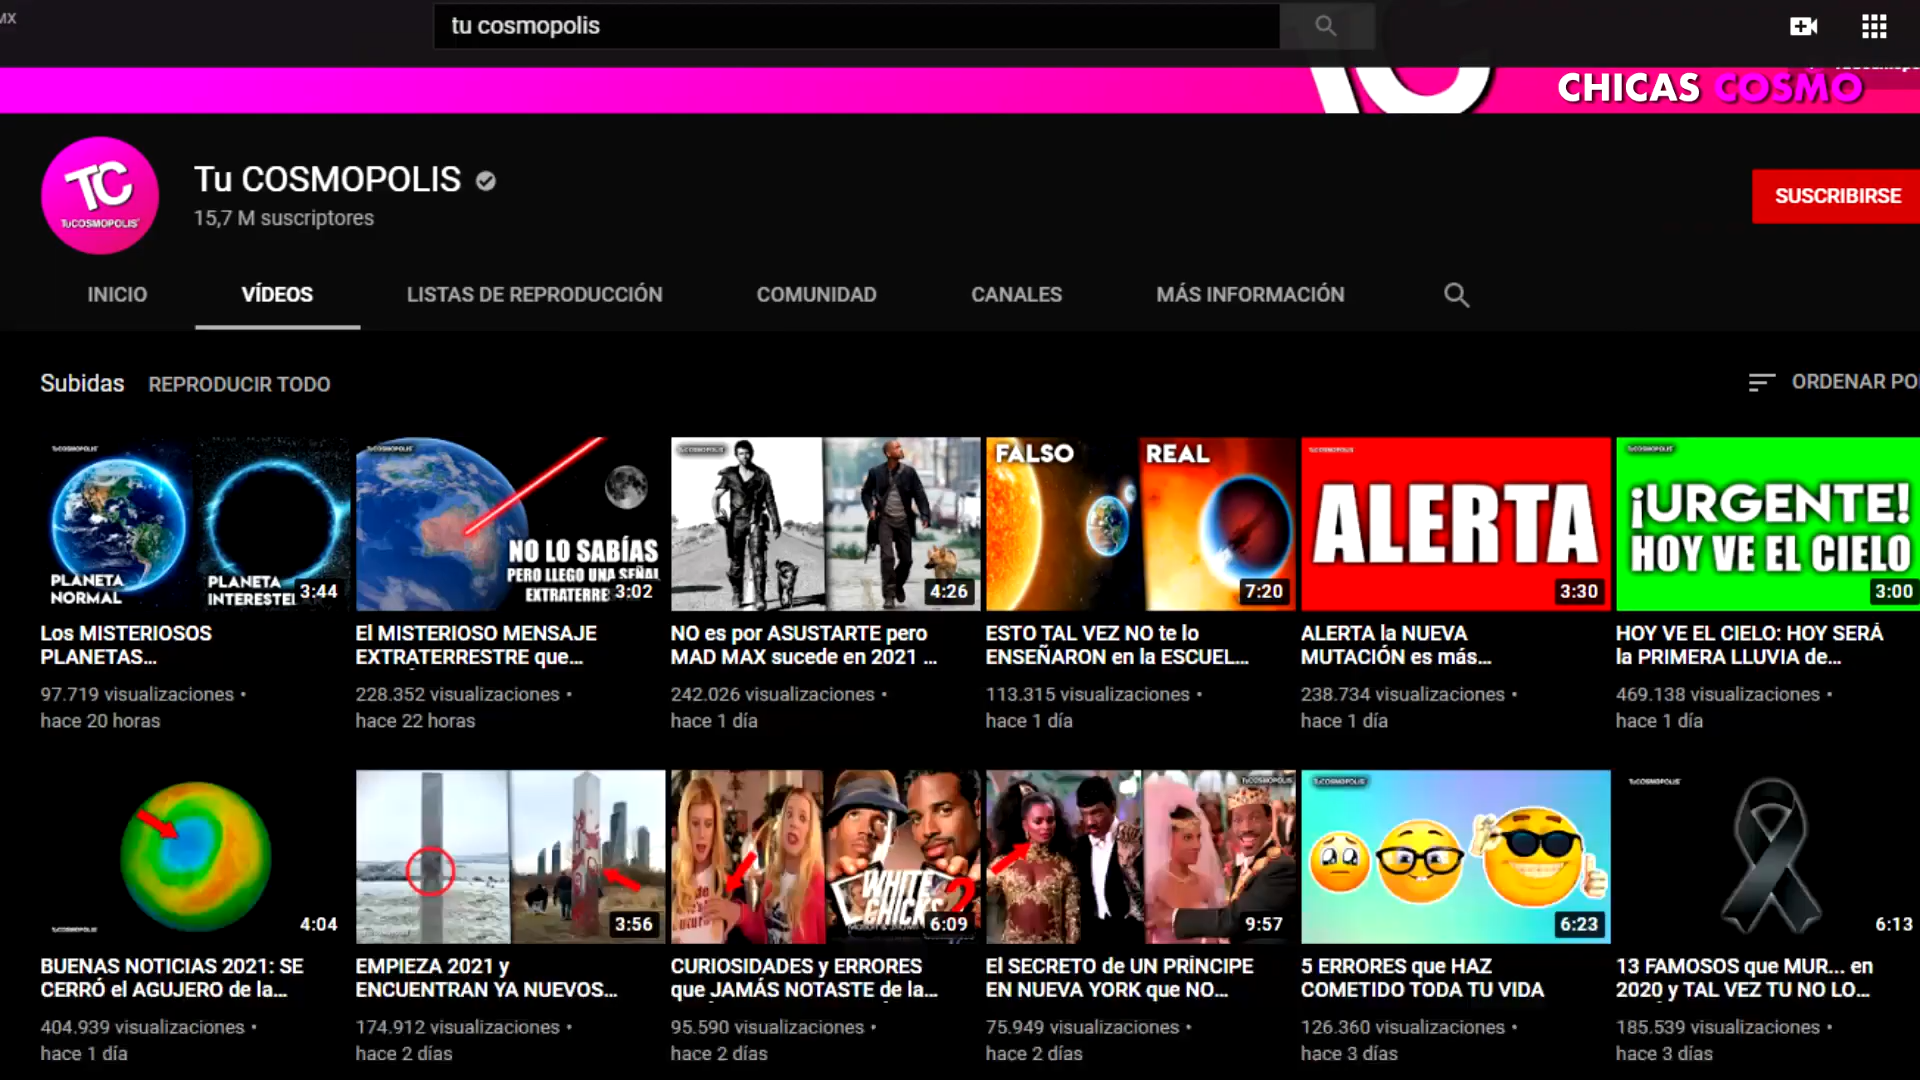 MX
tu cosmopolis
CHICAS COSMO
TC
TuCOSMOPOLIS
Tu COSMOPOLIS
15,7 M suscriptores
SUSCRIBIRSE
INICIO
VÍDEOS
LISTAS DE REPRODUCCIÓN
COMUNIDAD
CANALES
MÁS INFORMACIÓN
Subidas
REPRODUCIR TODO
ORDENAR PO
TuCOSMOPOLIS
PLANETA
NORMAL
PLANETA
INTERESTEL
3:44
TuCOSMOPOLIS
NO LO SABÍAS
PERO LLEGO UNA SEÑAL
EXTRATERRE
3:02
TuCOSMOPOLIS
4:26
FALSO
REAL
7:20
TuCOSMOPOLIS
ALERTA
3:30
TuCOSMOPOLIS
¡URGENTE!
HOY VE EL CIELO
3:00
Los MISTERIOSOS
PLANETAS...
97.719 visualizaciones •
hace 20 horas
El MISTERIOSO MENSAJE
EXTRATERRESTRE que...
228.352 visualizaciones •
hace 22 horas
NO es por ASUSTARTE pero
MAD MAX sucede en 2021 ...
242.026 visualizaciones •
hace 1 día
ESTO TAL VEZ NO te lo
ENSEÑARON en la ESCUEL...
113.315 visualizaciones •
hace 1 día
ALERTA la NUEVA
MUTACIÓN es más...
238.734 visualizaciones •
hace 1 día
HOY VE EL CIELO: HOY SERÁ
la PRIMERA LLUVIA de...
469.138 visualizaciones •
hace 1 día
TuCOSMOPOLIS
4:04
3:56
WHITE
CHICKS
2
6:09
TuCOSMOPOLIS
9:57
TuCOSMOPOLIS
6:23
TuCOSMOPOLIS
6:13
BUENAS NOTICIAS 2021: SE
CERRÓ el AGUJERO de la...
404.939 visualizaciones •
hace 1 día
EMPIEZA 2021 y
ENCUENTRAN YA NUEVOS...
174.912 visualizaciones •
hace 2 días
CURIOSIDADES y ERRORES
que JAMÁS NOTASTE de la...
95.590 visualizaciones •
hace 2 días
El SECRETO de UN PRÍNCIPE
EN NUEVA YORK que NO...
75.949 visualizaciones •
hace 2 días
5 ERRORES que HAZ
COMETIDO TODA TU VIDA
126.360 visualizaciones •
hace 3 días
13 FAMOSOS que MUR... en
2020 y TAL VEZ TU NO LO...
185.539 visualizaciones •
hace 3 días